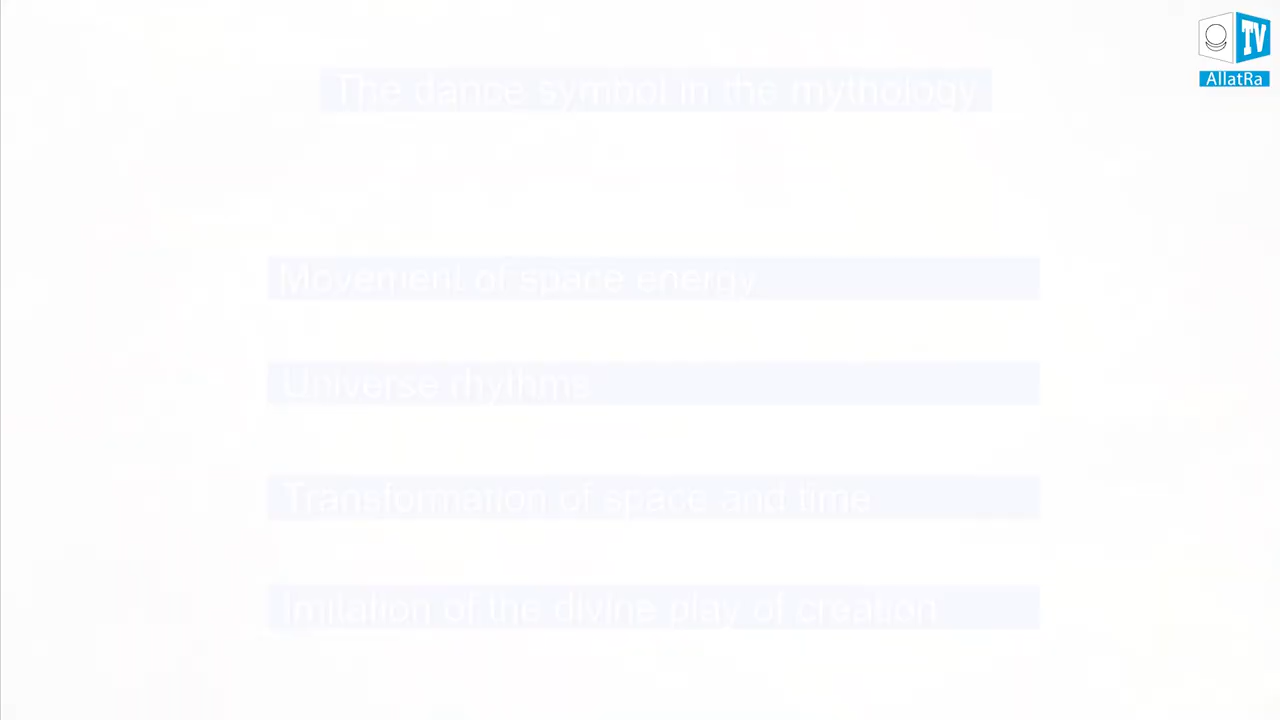 TV
AllatRa
The dance symbol in the mythology
Movement of space energy
Universe rhythms
Transformation of space and time
Imitation of the divine play of creation